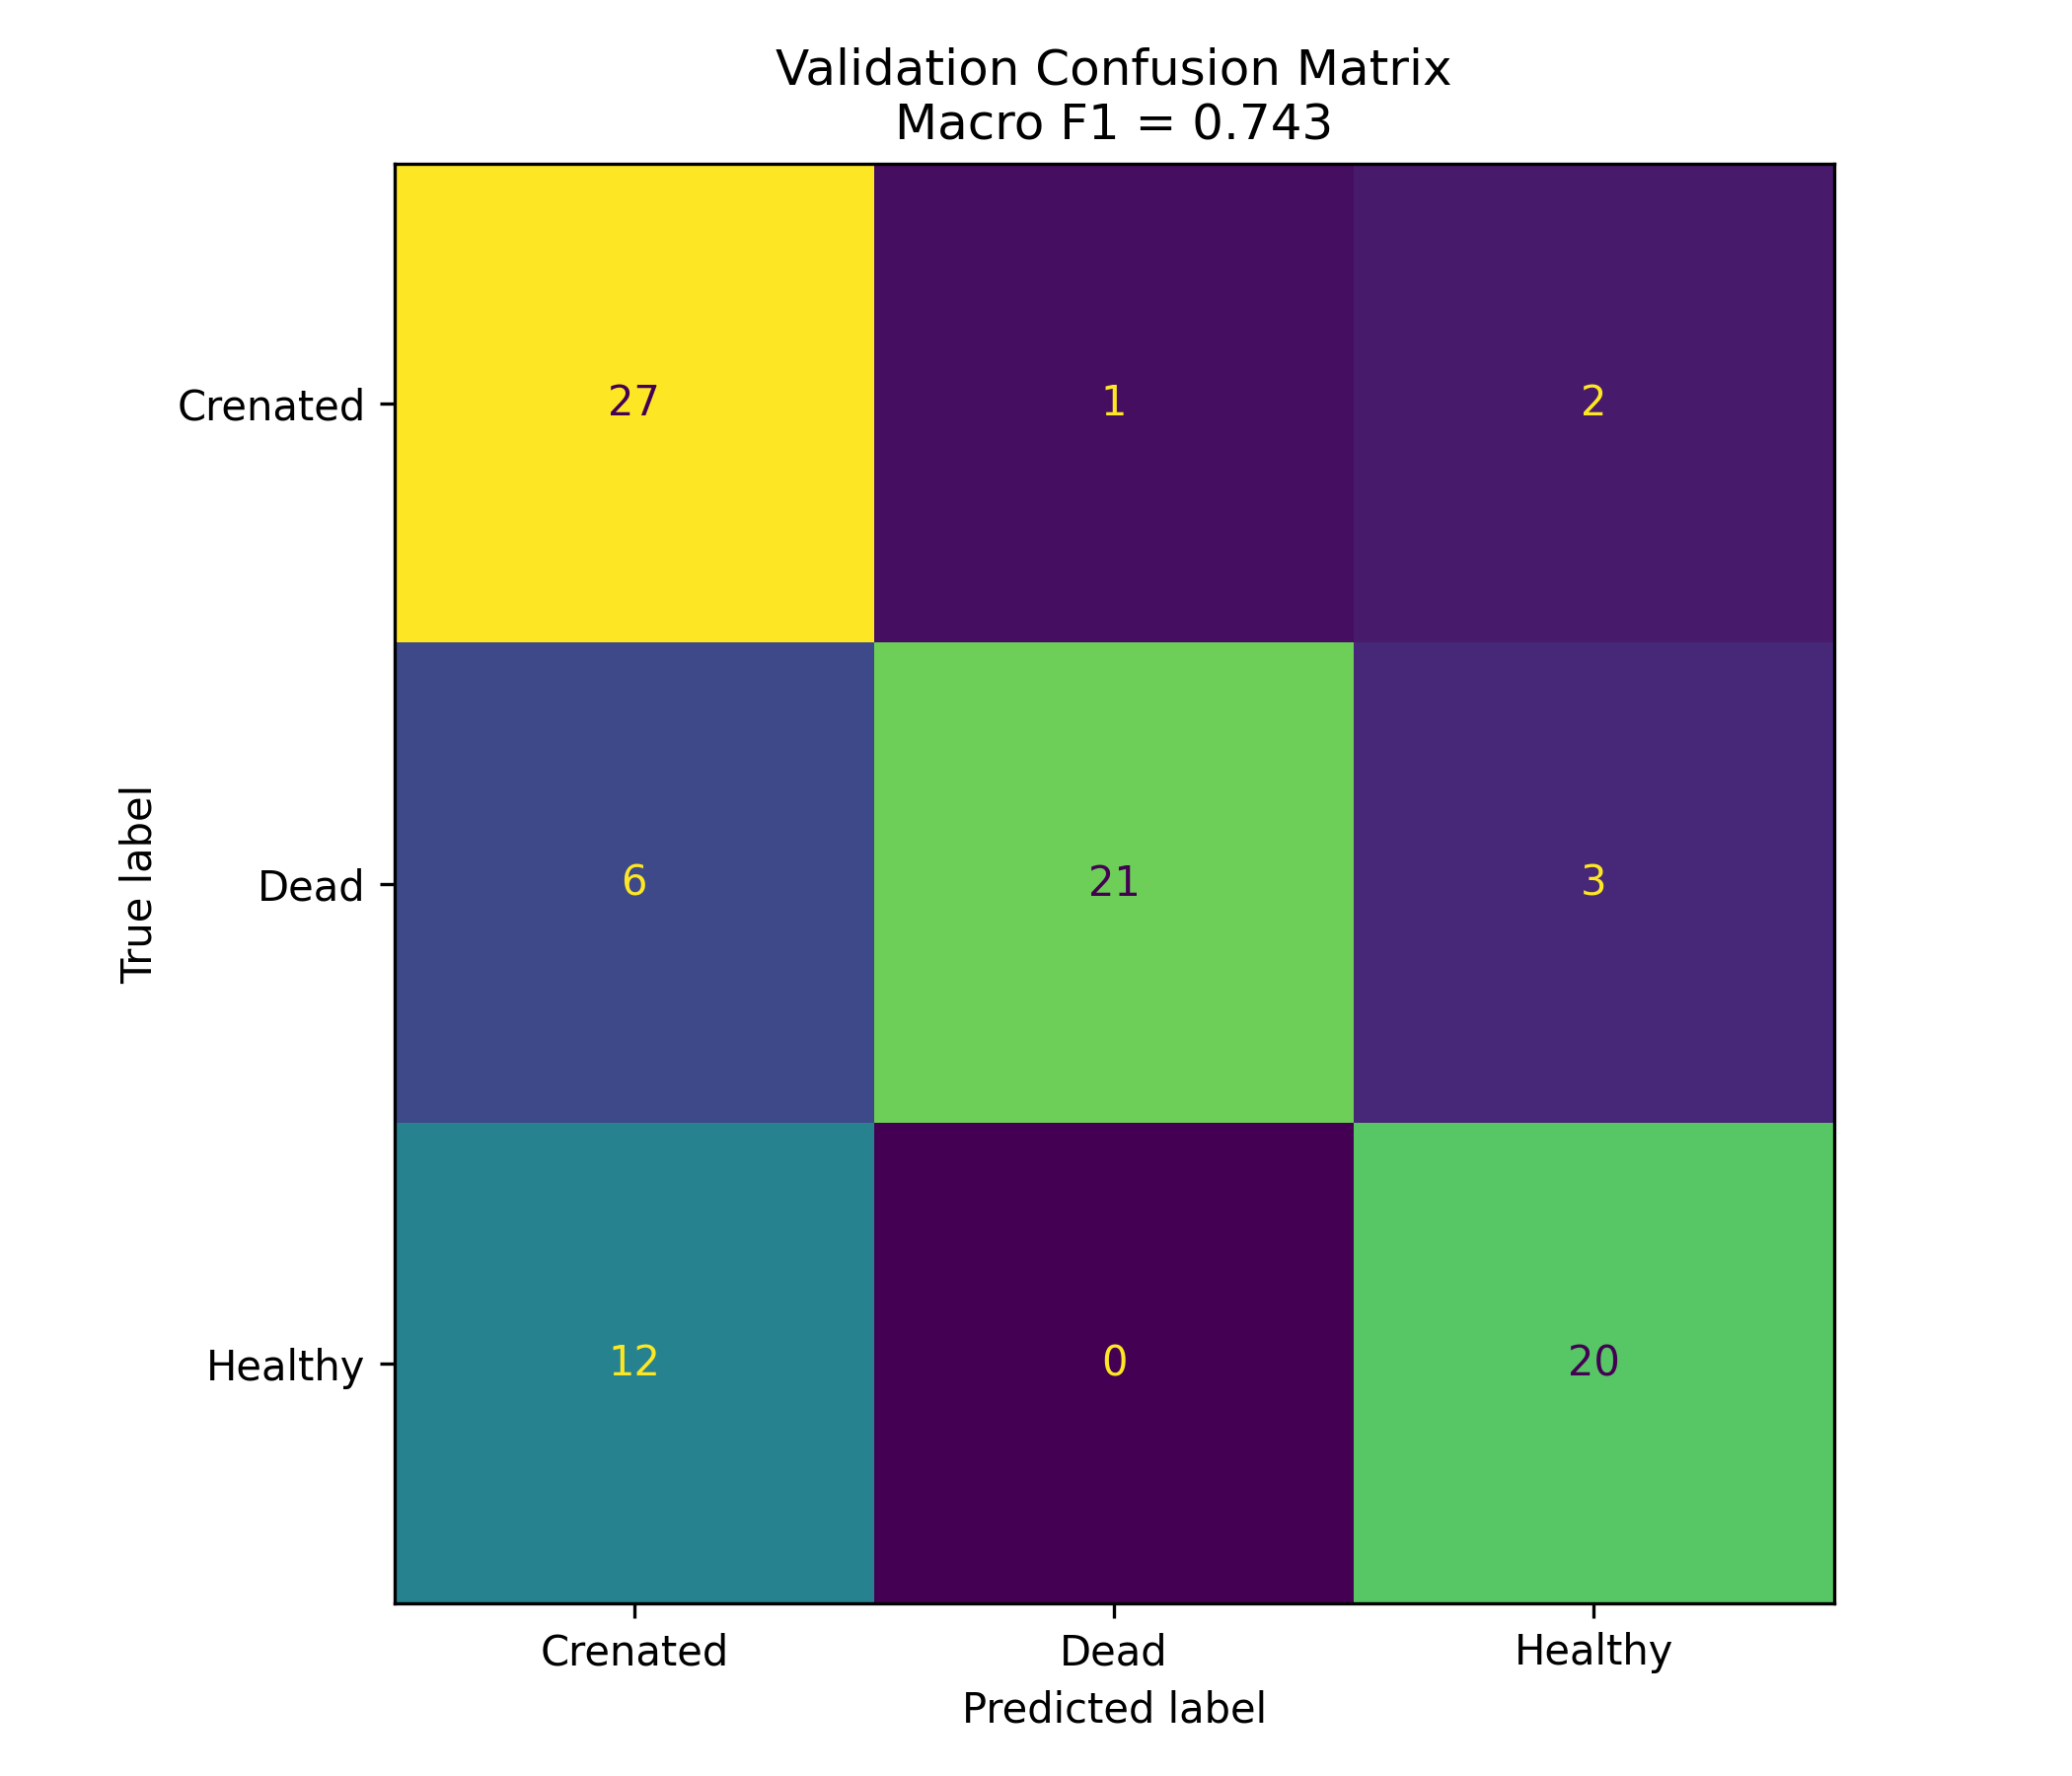 Validation Confusion Matrix
Macro F1 = 0.743
True label
Crenated
27
1
2
Dead
6
21
3
Healthy
12
0
20
Crenated
Dead
Healthy
Predicted label